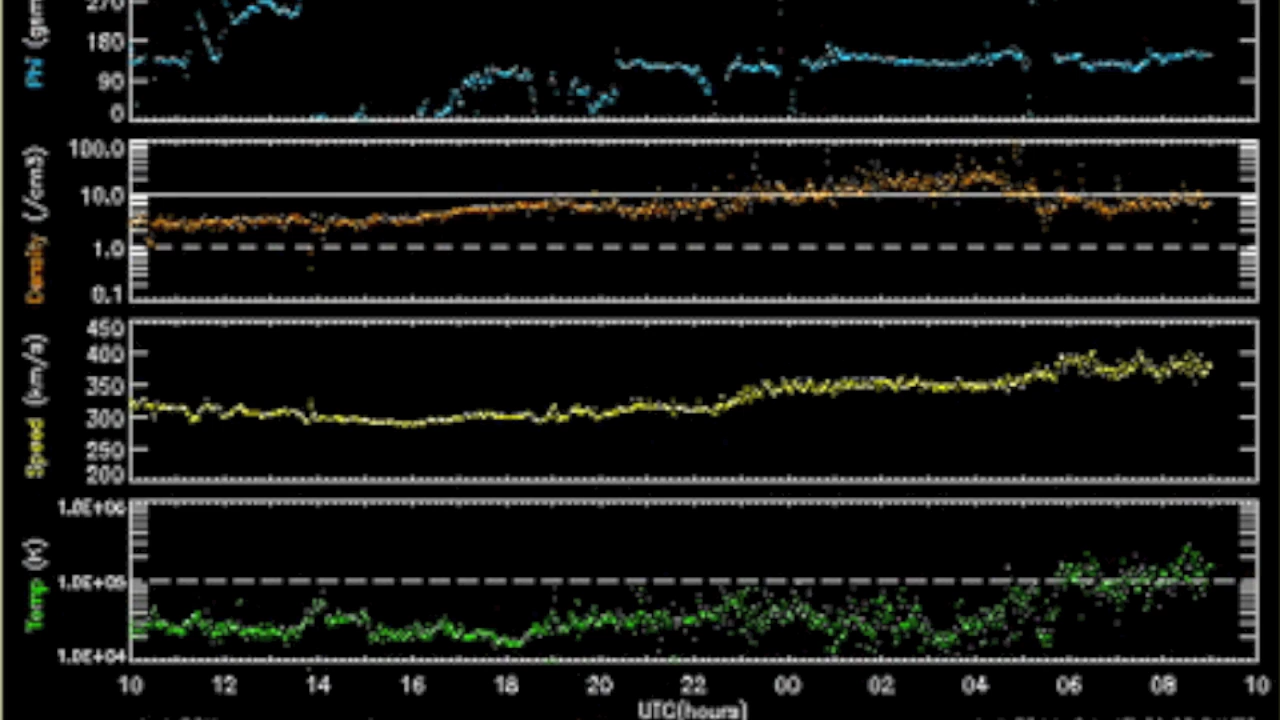 270
Phi (gsm
180
90
0
100.0
Density (/cm3)
10.0
1.0
0.1
450
Speed (km/s)
400
350
300
250
200
1.0E+06
Temp (K)
1.0E+05
1.0E+04
10 12 14 16 18 20 22 00 02 04 06 08 10
UTC(hours)